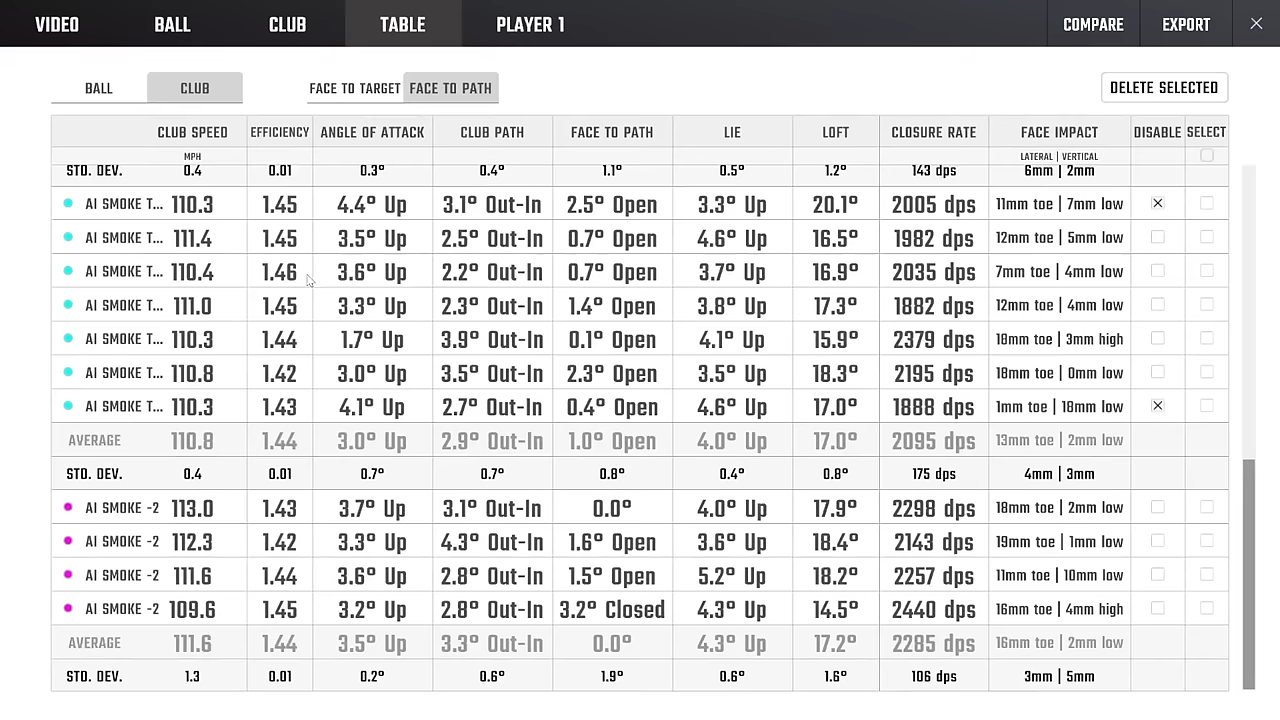 VIDEO BALL CLUB TABLE PLAYER 1 COMPARE EXPORT ×
BALL CLUB FACE TO TARGET FACE TO PATH DELETE SELECTED
CLUB SPEED EFFICIENCY ANGLE OF ATTACK CLUB PATH FACE TO PATH LIE LOFT CLOSURE RATE FACE IMPACT DISABLE SELECT
MPH LATERAL | VERTICAL
STD. DEV. 0.4 0.01 0.3° 0.4° 1.1° 0.5° 1.2° 143 dps 6mm | 2mm
AI SMOKE T... 110.3 1.45 4.4° Up 3.1° Out-In 2.5° Open 3.3° Up 20.1° 2005 dps 11mm toe | 7mm low ×
AI SMOKE T... 111.4 1.45 3.5° Up 2.5° Out-In 0.7° Open 4.6° Up 16.5° 1982 dps 12mm toe | 5mm low
AI SMOKE T... 110.4 1.46 3.6° Up 2.2° Out-In 0.7° Open 3.7° Up 16.9° 2035 dps 7mm toe | 4mm low
AI SMOKE T... 111.0 1.45 3.3° Up 2.3° Out-In 1.4° Open 3.8° Up 17.3° 1882 dps 12mm toe | 4mm low
AI SMOKE T... 110.3 1.44 1.7° Up 3.9° Out-In 0.1° Open 4.1° Up 15.9° 2379 dps 18mm toe | 3mm high
AI SMOKE T... 110.8 1.42 3.0° Up 3.5° Out-In 2.3° Open 3.5° Up 18.3° 2195 dps 18mm toe | 0mm low
AI SMOKE T... 110.3 1.43 4.1° Up 2.7° Out-In 0.4° Open 4.6° Up 17.0° 1888 dps 1mm toe | 18mm low ×
AVERAGE 110.8 1.44 3.0° Up 2.9° Out-In 1.0° Open 4.0° Up 17.0° 2095 dps 13mm toe | 2mm low
STD. DEV. 0.4 0.01 0.7° 0.7° 0.8° 0.4° 0.8° 175 dps 4mm | 3mm
AI SMOKE -2 113.0 1.43 3.7° Up 3.1° Out-In 0.0° 4.0° Up 17.9° 2298 dps 18mm toe | 2mm low
AI SMOKE -2 112.3 1.42 3.3° Up 4.3° Out-In 1.6° Open 3.6° Up 18.4° 2143 dps 19mm toe | 1mm low
AI SMOKE -2 111.6 1.44 3.6° Up 2.8° Out-In 1.5° Open 5.2° Up 18.2° 2257 dps 11mm toe | 10mm low
AI SMOKE -2 109.6 1.45 3.2° Up 2.8° Out-In 3.2° Closed 4.3° Up 14.5° 2440 dps 16mm toe | 4mm high
AVERAGE 111.6 1.44 3.5° Up 3.3° Out-In 0.0° 4.3° Up 17.2° 2285 dps 16mm toe | 2mm low
STD. DEV. 1.3 0.01 0.2° 0.6° 1.9° 0.6° 1.6° 106 dps 3mm | 5mm